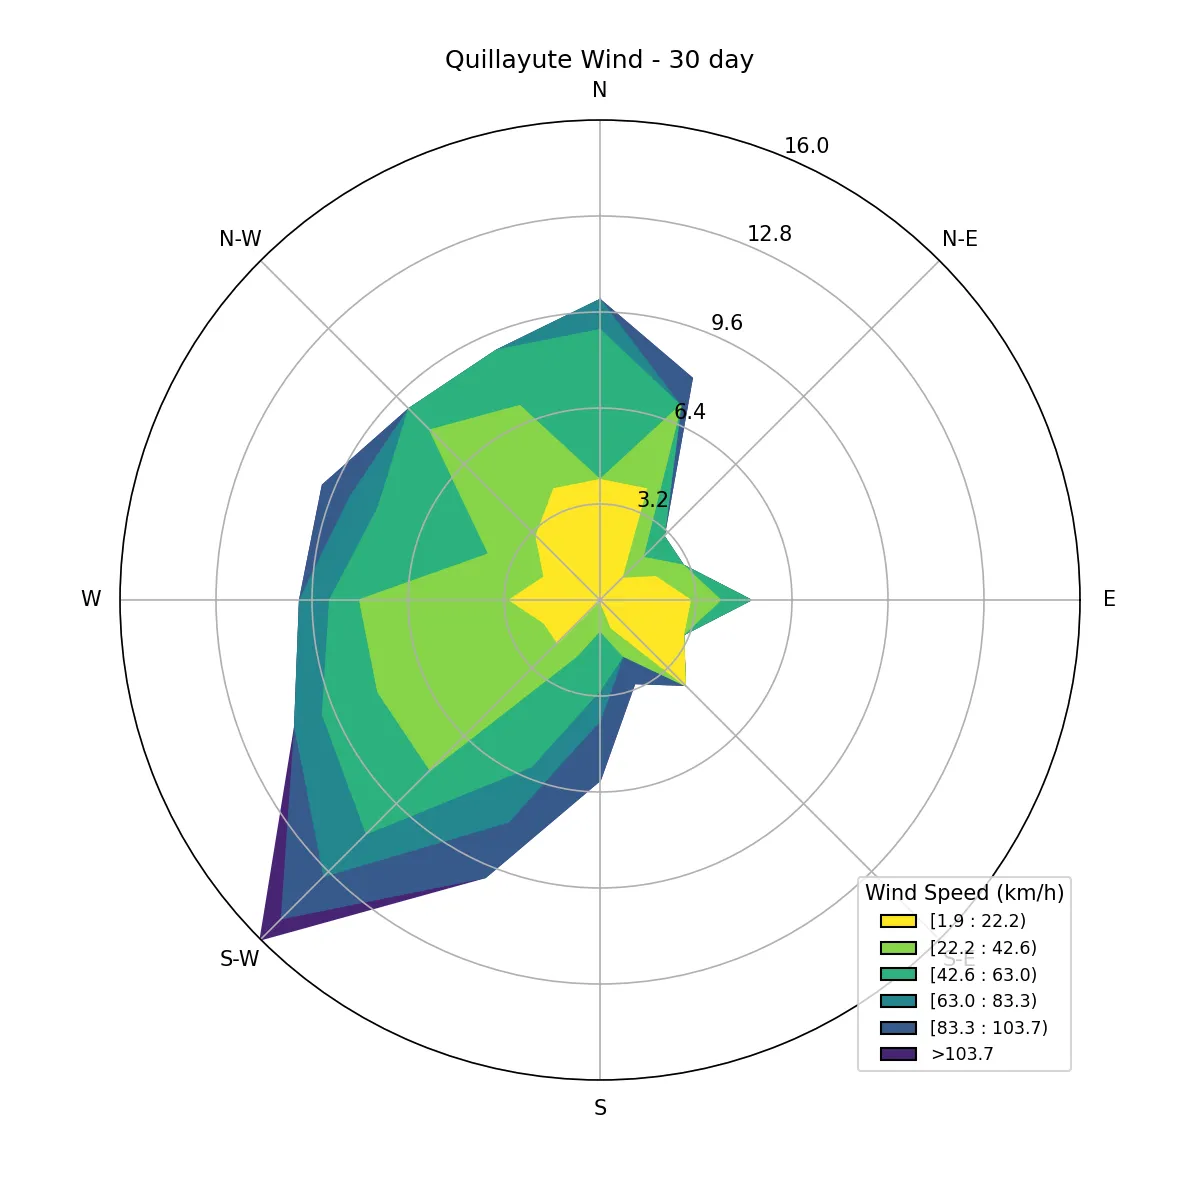 Quillayute Wind - 30 day
N
16.0
12.8
N-W
N-E
9.6
6.4
3.2
W
E
Wind Speed (km/h)
[1.9 : 22.2)
[22.2 : 42.6)
S-W
S-E
[42.6 : 63.0)
[63.0 : 83.3)
[83.3 : 103.7)
>103.7
S